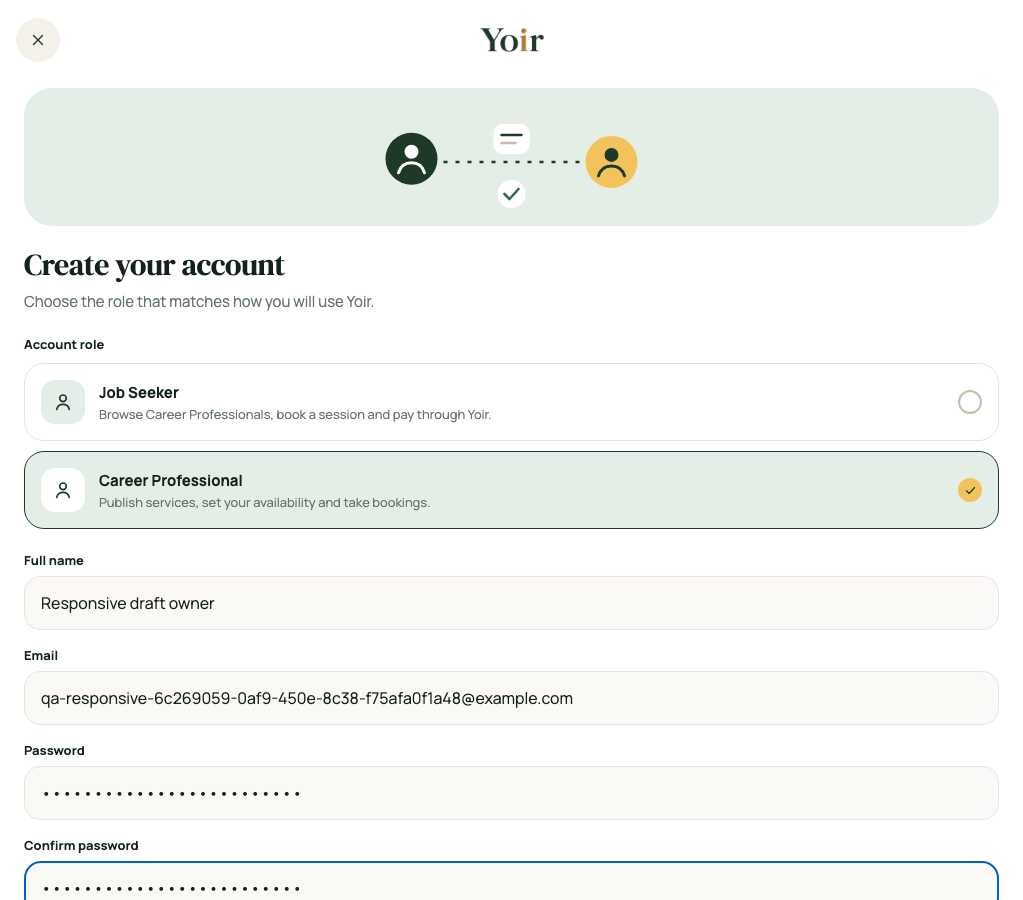 Yoir
Create your account
Choose the role that matches how you will use Yoir.
Account role
Job Seeker
Browse Career Professionals, book a session and pay through Yoir.
Career Professional
Publish services, set your availability and take bookings.
Full name
Responsive draft owner
Email
qa-responsive-6c269059-0af9-450e-8c38-f75afa0f1a48@example.com
Password
•••••••••••••••••••••••••
Confirm password
•••••••••••••••••••••••••